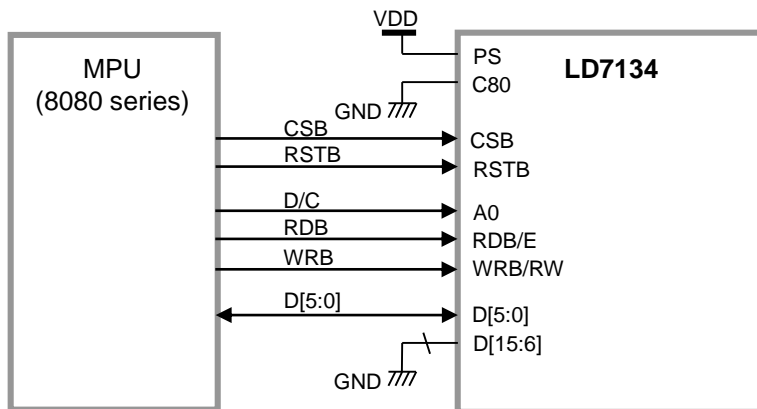 VDD
PS
LD7134
MPU
(8080 series)
C80
GND
CSB
CSB
RSTB
RSTB
D/C
A0
RDB
RDB/E
WRB
WRB/RW
D[5:0]
D[5:0]
D[15:6]
GND